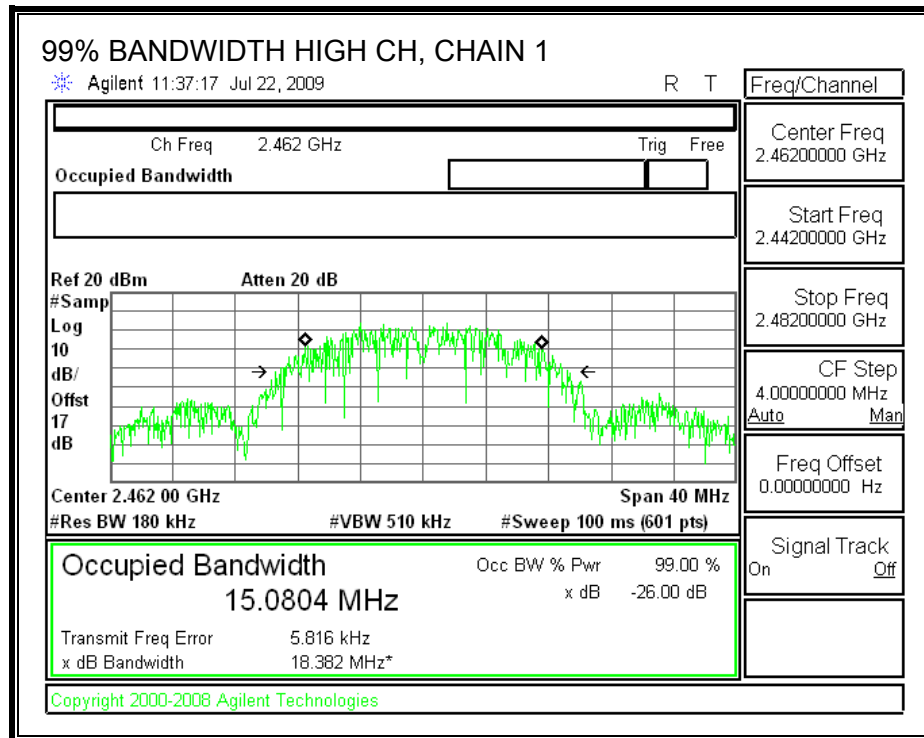 99% BANDWIDTH HIGH CH, CHAIN 1
Agilent 11:37:17 Jul 22, 2009 R T
Freq/Channel
Ch Freq 2.462 GHz Trig Free
Occupied Bandwidth
Center Freq
2.46200000 GHz
Start Freq
2.44200000 GHz
Stop Freq
2.48200000 GHz
CF Step
4.00000000 MHz
Auto Man
Freq Offset
0.00000000 Hz
Signal Track
On Off
Ref 20 dBm Atten 20 dB
#Samp
Log
10
dB/
Offst
17
dB
Center 2.462 00 GHz Span 40 MHz
#Res BW 180 kHz #VBW 510 kHz #Sweep 100 ms (601 pts)
Occupied Bandwidth Occ BW % Pwr 99.00 %
15.0804 MHz x dB -26.00 dB
Transmit Freq Error 5.816 kHz
x dB Bandwidth 18.382 MHz*
Copyright 2000-2008 Agilent Technologies